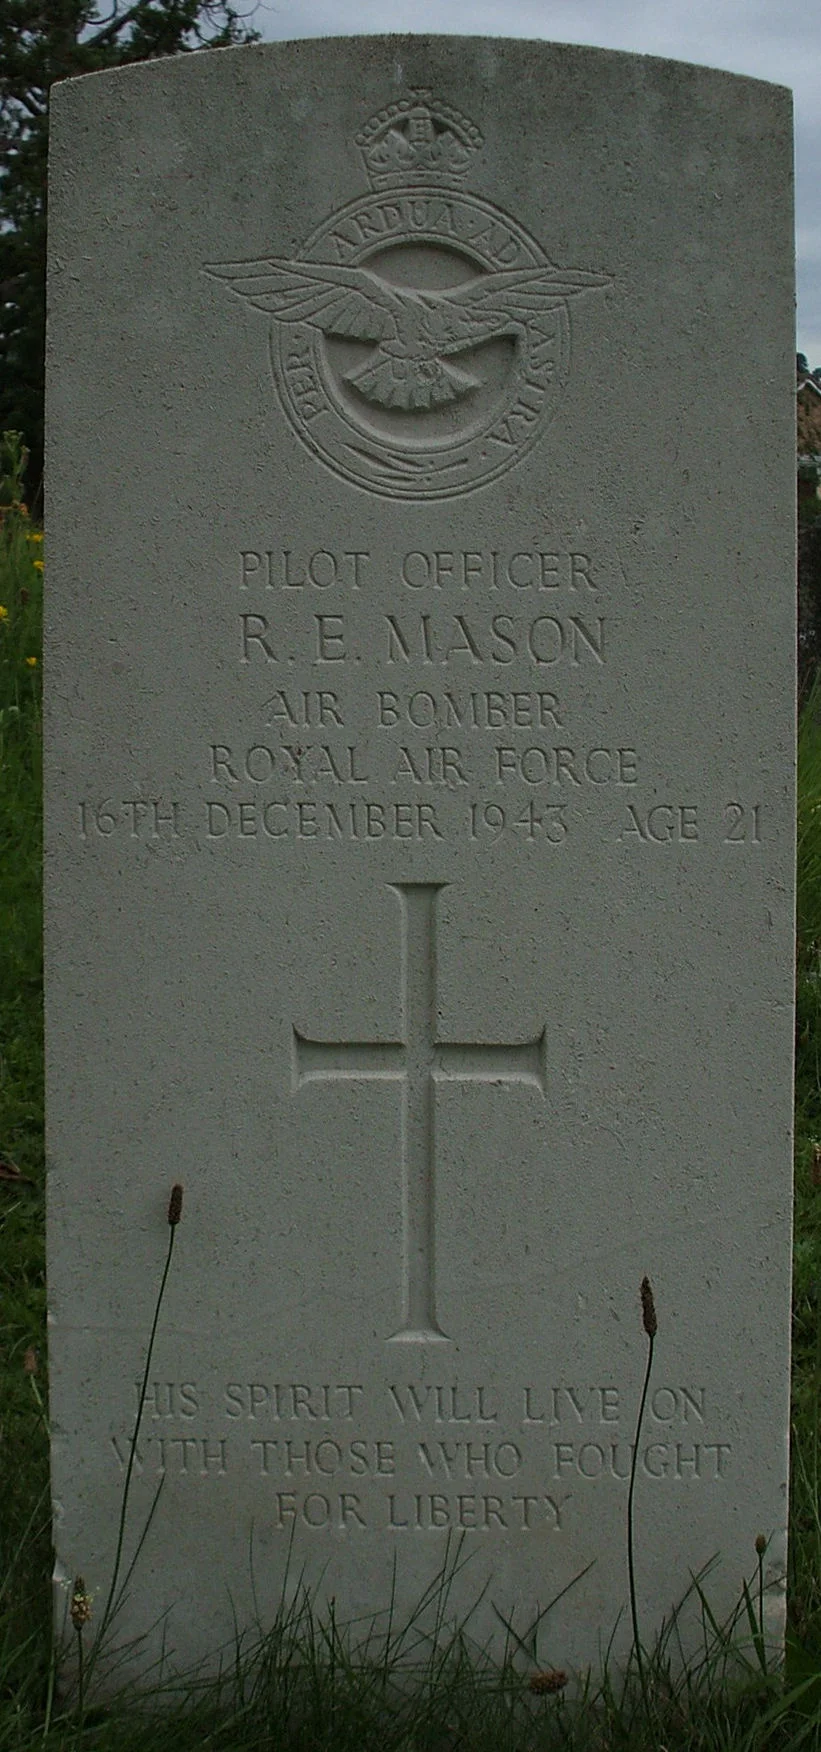 PER · ARDUA · AD ASTRA ·
PILOT OFFICER
R. E. MASON
AIR BOMBER
ROYAL AIR FORCE
16TH DECEMBER 1943 AGE 21
HIS SPIRIT WILL LIVE ON
WITH THOSE WHO FOUGHT
FOR LIBERTY